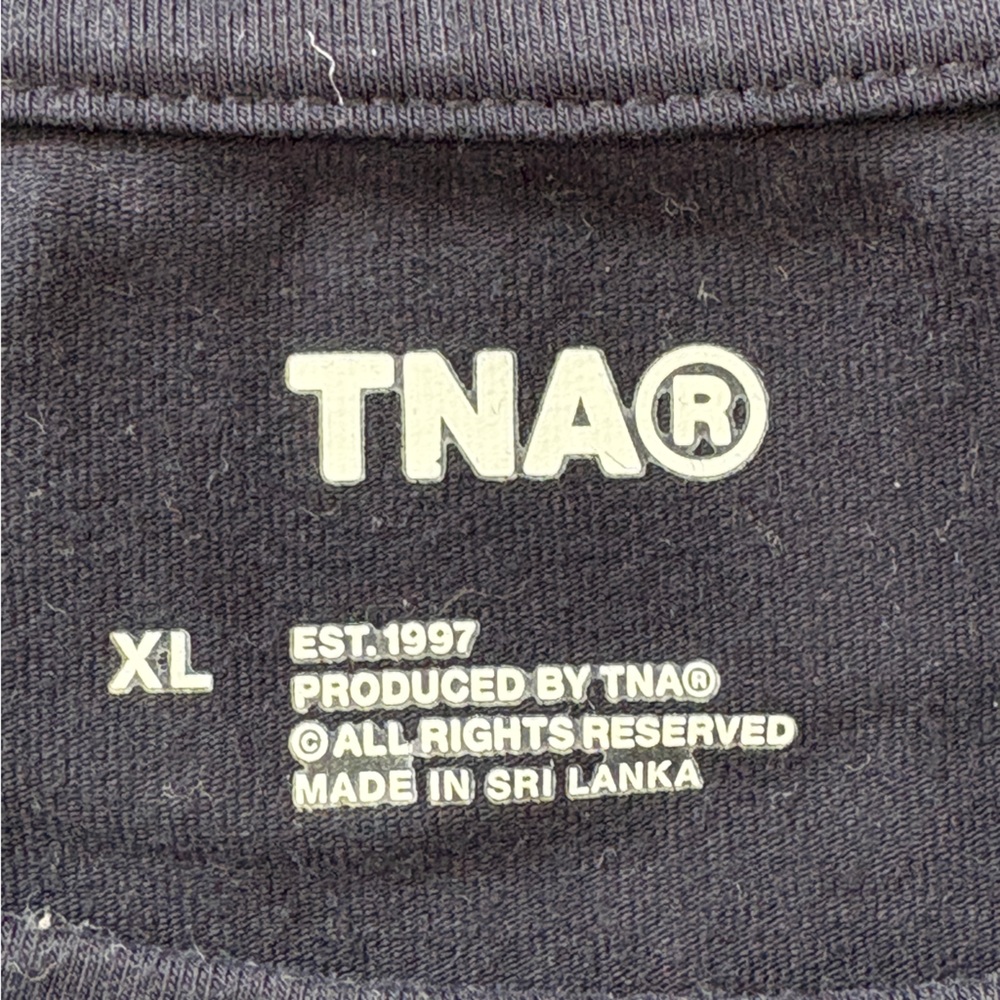 TNA®
XL
EST. 1997
PRODUCED BY TNA®
© ALL RIGHTS RESERVED
MADE IN SRI LANKA